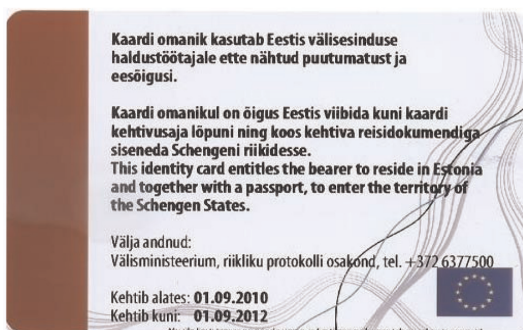 Kaardi omanik kasutab Eestis välisesinduse
haldustöötajale ette nähtud puutumatust ja
eesõigusi.
Kaardi omanikul on õigus Eestis viibida kuni kaardi
kehtivusaja lõpuni ning koos kehtiva reisidokumendiga
siseneda Schengeni riikidesse.
This identity card entitles the bearer to reside in Estonia
and together with a passport, to enter the territory of
the Schengen States.
Välja andnud:
Välisministeerium, riikliku protokolli osakond, tel. +372 6377500
Kehtib alates: 01.09.2010
Kehtib kuni: 01.09.2012